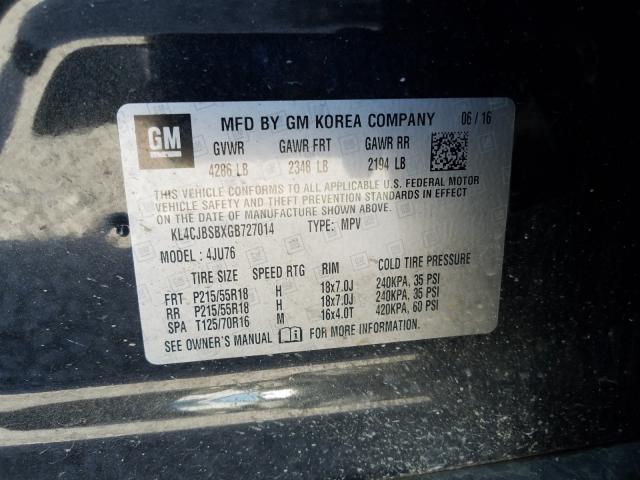 GM
MFD BY GM KOREA COMPANY 06 / 16
GVWR GAWR FRT GAWR RR
4286 LB 2348 LB 2194 LB
THIS VEHICLE CONFORMS TO ALL APPLICABLE U.S. FEDERAL MOTOR
VEHICLE SAFETY AND THEFT PREVENTION STANDARDS IN EFFECT
ON THE DATE OF MANUFACTURE SHOWN ABOVE.
KL4CJBSBXGB727014 TYPE: MPV
MODEL: 4JU76
TIRE SIZE SPEED RTG RIM COLD TIRE PRESSURE
FRT P215/55R18 H 18x7.0J 240KPA, 35 PSI
RR P215/55R18 H 18x7.0J 240KPA, 35 PSI
SPA T125/70R16 M 16x4.0T 420KPA, 60 PSI
SEE OWNER'S MANUAL FOR MORE INFORMATION.